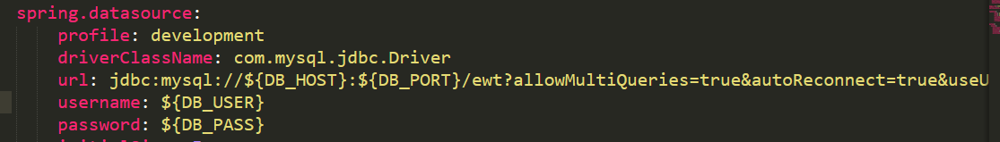 spring.datasource:
profile: development
driverClassName: com.mysql.jdbc.Driver
url: jdbc:mysql://${DB_HOST}:${DB_PORT}/ewt?allowMultiQueries=true&autoReconnect=true&useU
username: ${DB_USER}
password: ${DB_PASS}